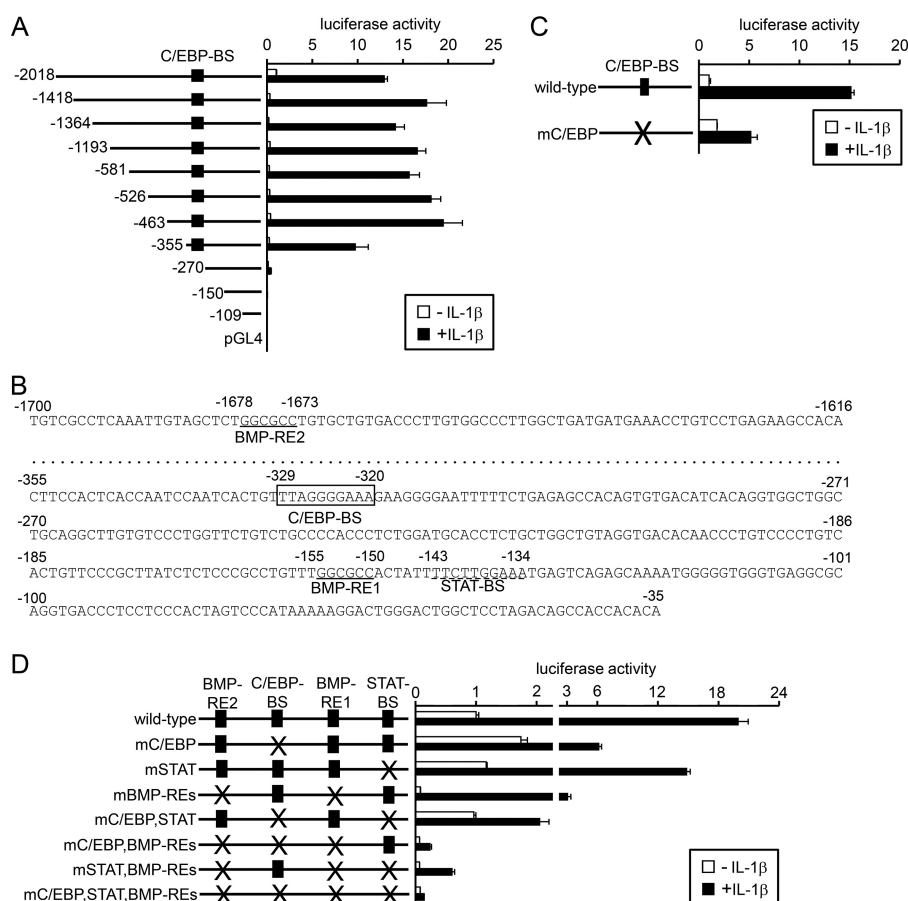 A
luciferase activity
C/EBP-BS
0 5 10 15 20 25
-2018
-1418
-1364
-1193
-581
-526
-463
-355
-270
-150
-109
pGL4
- IL-1β
+IL-1β
C
luciferase activity
C/EBP-BS
0 5 10 15 20
wild-type
mC/EBP
- IL-1β
+IL-1β
B
-1700 -1678 -1673 -1616
TGTCGCCTCAAATTGTAGCTCTGGCGCCTGTGCTGTGACCCTTGTGGCCCTTGGCTGATGATGAAACCTGTCCTGAGAAGCCACA
BMP-RE2
-355 -329 -320 -271
CTTCCACTCACCAATCCAATCACTGTTTAGGGGAAAGAAGGGGAATTTTTCTGAGAGCCACAGTGTGACATCACAGGTGGCTGGC
C/EBP-BS
-270 -186
TGCAGGCTTGTGTCCCTGGTTCTGTCTGCCCCACCCTCTGGATGCACCTCTGCTGGCTGTAGGTGACACAACCCTGTCCCCTGTC
-185 -155 -150 -143 -134 -101
ACTGTTCCCGCTTATCTCTCCCGCCTGTTTGGCGCCACTATTTTCTTGGAAATGAGTCAGAGCAAAATGGGGGTGGGTGAGGCGC
BMP-RE1 STAT-BS
-100 -35
AGGTGACCCTCCTCCCACTAGTCCCATAAAAAGGACTGGGACTGGCTCCTAGACAGCCACCACACA
D
luciferase activity
BMP-RE2 C/EBP-BS BMP-RE1 STAT-BS
0 1 2 3 6 12 18 24
wild-type
mC/EBP
mSTAT
mBMP-REs
mC/EBP,STAT
mC/EBP,BMP-REs
mSTAT,BMP-REs
mC/EBP,STAT,BMP-REs
- IL-1β
+IL-1β